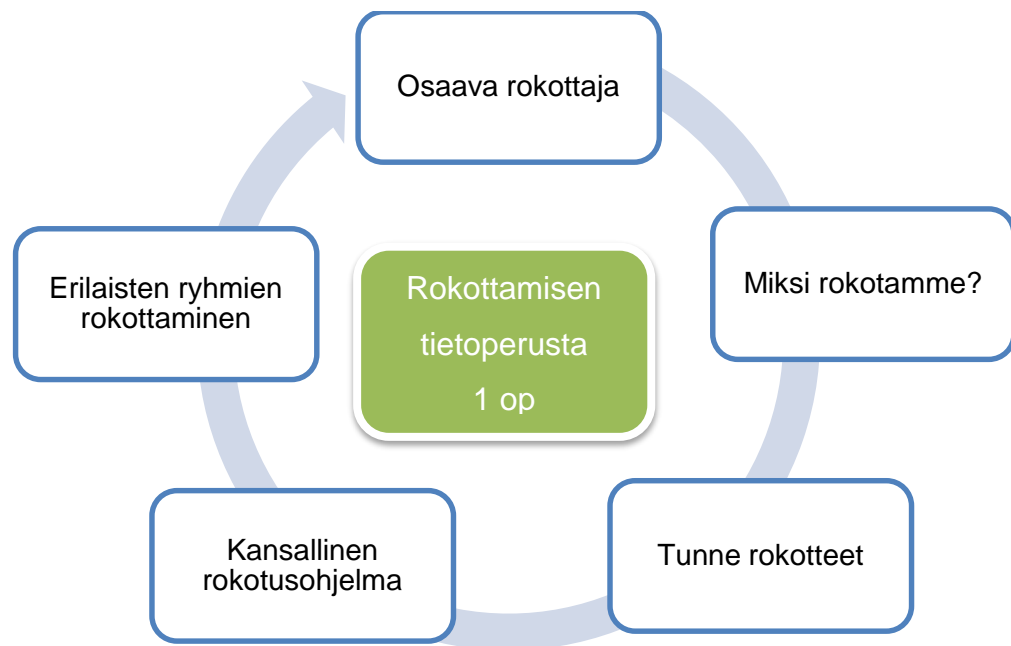 Osaava rokottaja
Miksi rokotamme?
Tunne rokotteet
Kansallinen
rokotusohjelma
Erilaisten ryhmien
rokottaminen
Rokottamisen
tietoperusta
1 op